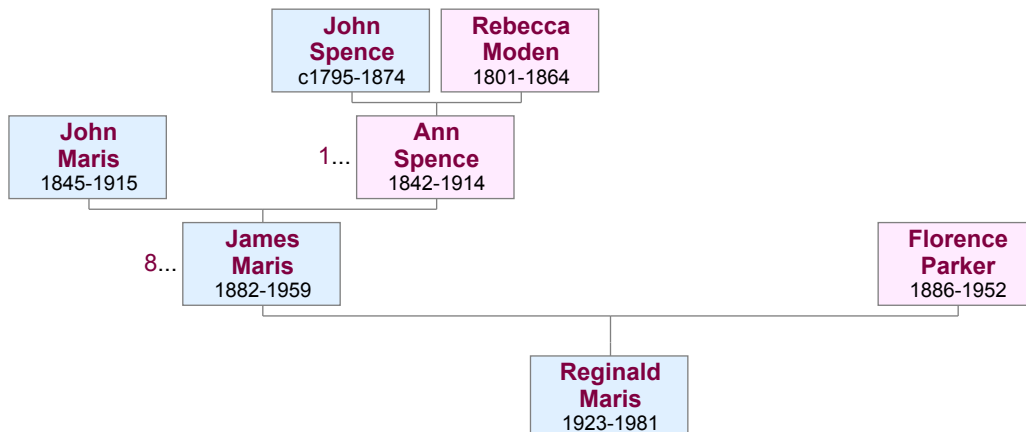 John
Spence
c1795-1874
Rebecca
Moden
1801-1864
John
Maris
1845-1915
1...
Ann
Spence
1842-1914
8...
James
Maris
1882-1959
Florence
Parker
1886-1952
Reginald
Maris
1923-1981